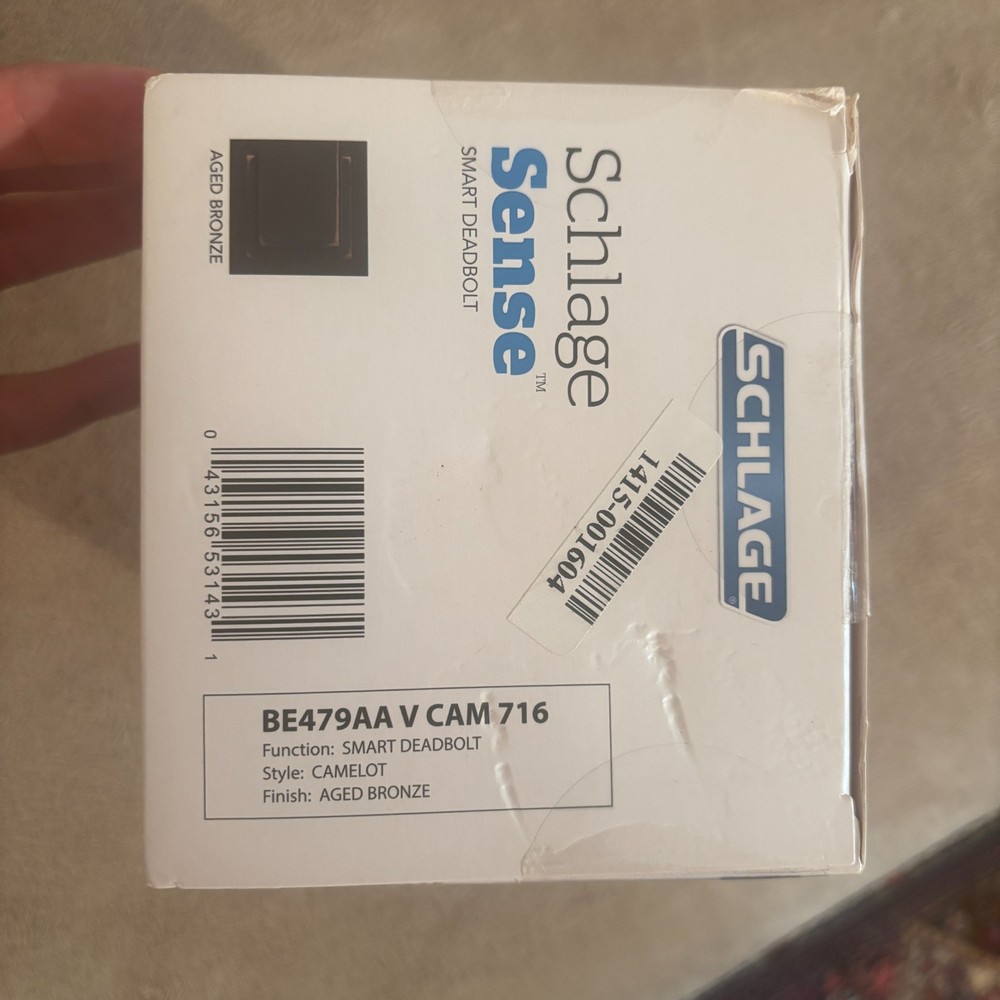 SCHLAGE
®
Schlage
Sense™
SMART DEADBOLT
AGED BRONZE
1415-001604
0 43156 53143 1
BE479AA V CAM 716
Function: SMART DEADBOLT
Style: CAMELOT
Finish: AGED BRONZE